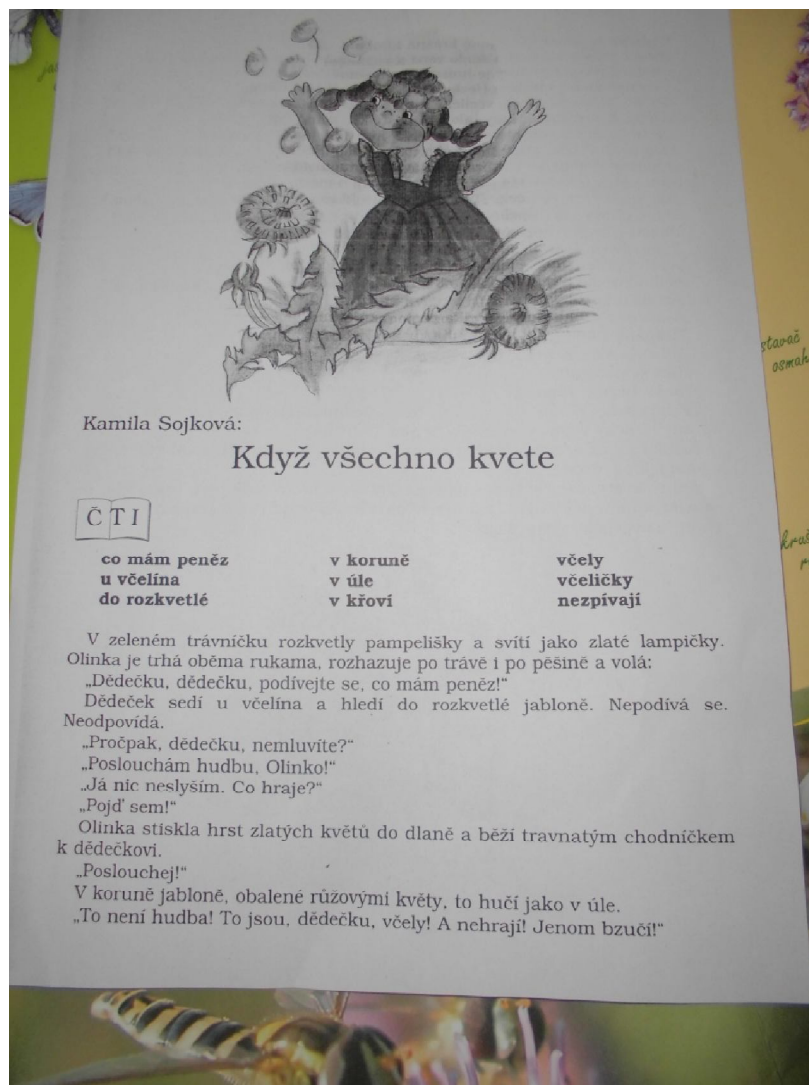 Kamila Sojková:
Když všechno kvete
ČTI
co mám peněz v koruně včely
u včelína v úle včeličky
do rozkvetlé v křoví nezpívají
V zeleném trávníčku rozkvetly pampelišky a svítí jako zlaté lampičky.
Olinka je trhá oběma rukama, rozhazuje po trávě i po pěšině a volá:
„Dědečku, dědečku, podívejte se, co mám peněz!“
Dědeček sedí u včelína a hledí do rozkvetlé jabloně. Nepodívá se.
Neodpovídá.
„Pročpak, dědečku, nemluvíte?“
„Poslouchám hudbu, Olinko!“
„Já nic neslyším. Co hraje?“
„Pojď sem!“
Olinka stiskla hrst zlatých květů do dlaně a běží travnatým chodníčkem
k dědečkovi.
„Poslouchej!“
V koruně jabloně, obalené růžovými květy, to hučí jako v úle.
„To není hudba! To jsou, dědečku, včely! A nehrají! Jenom bzučí!“
stavač
osmah